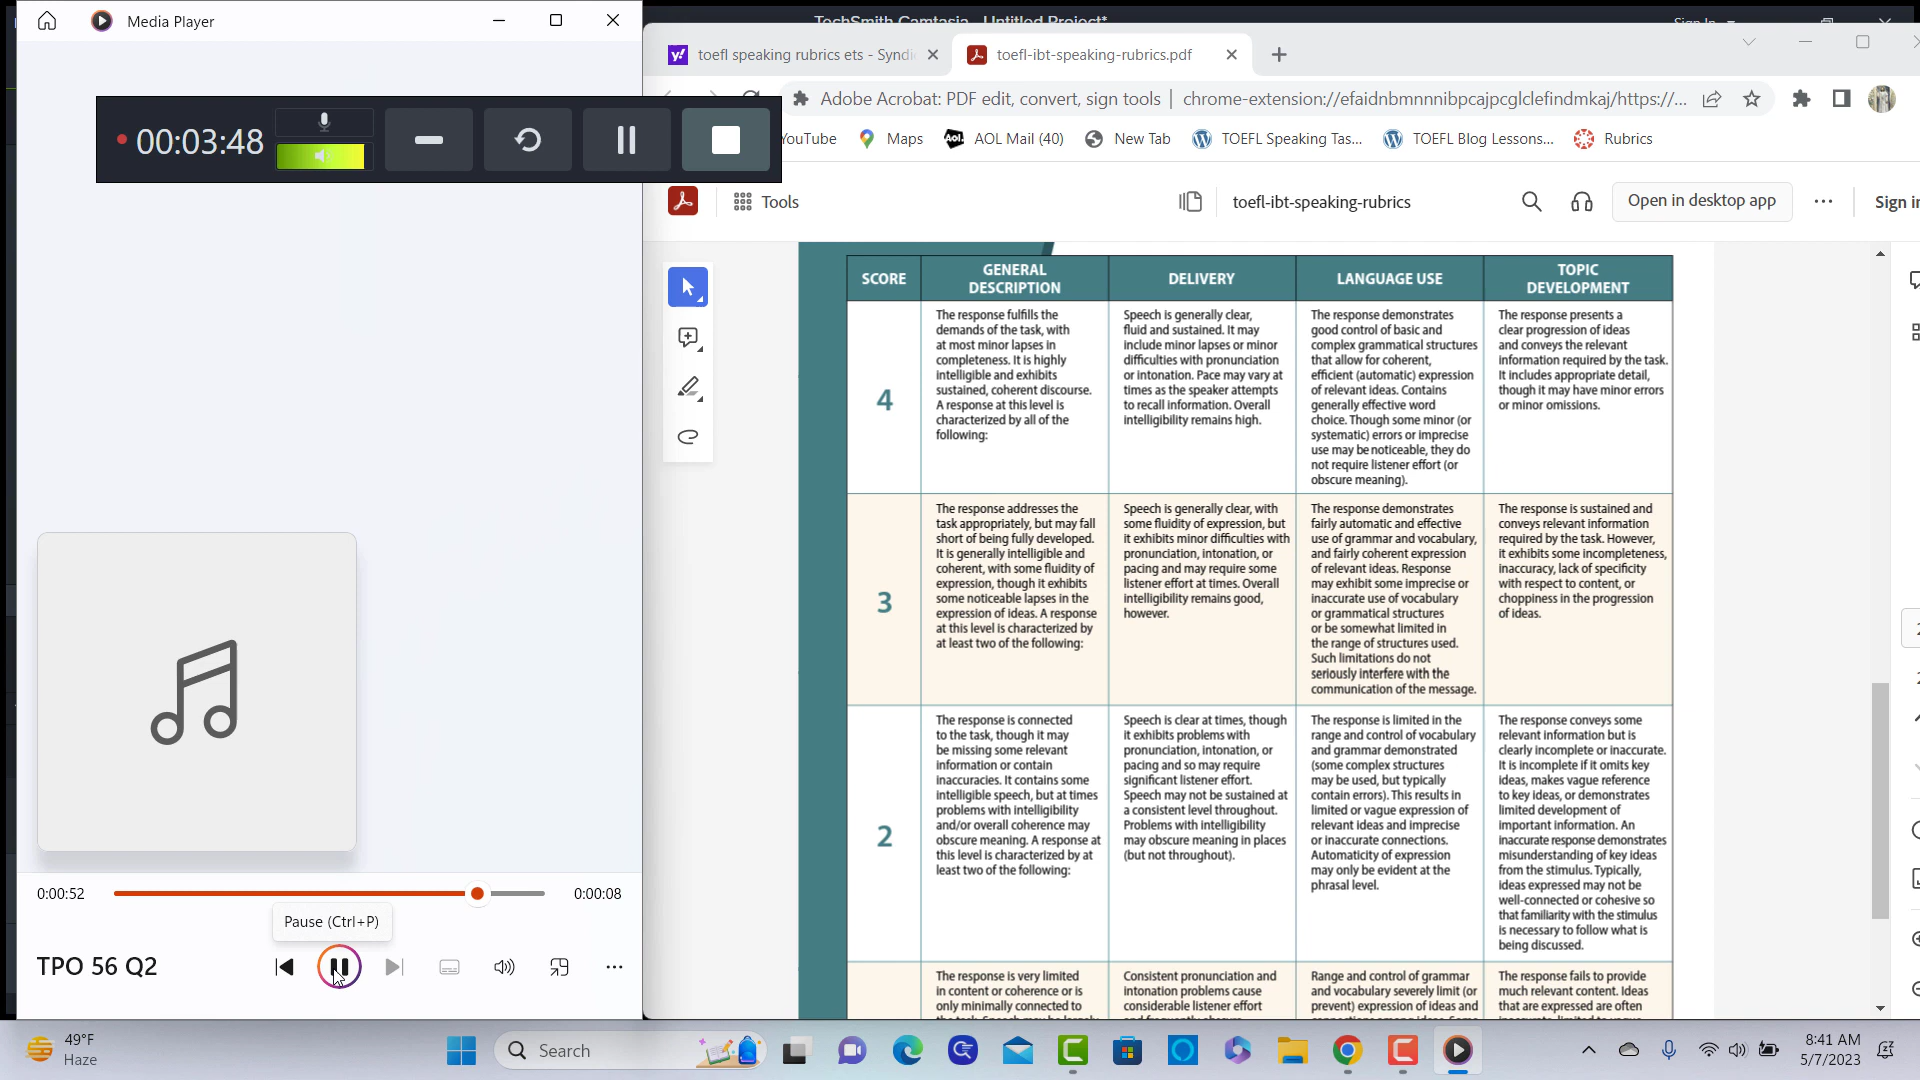 Media Player
00:03:48
0:00:52
0:00:08
Pause (Ctrl+P)
TPO 56 Q2
TechSmith Camtasia - Untitled Project*
Sign In
toefl speaking rubrics ets - Syndi
toefl-ibt-speaking-rubrics.pdf
Adobe Acrobat: PDF edit, convert, sign tools | chrome-extension://efaidnbmnnnibpcajpcglclefindmkaj/https://...
YouTube
Maps
AOL Mail (40)
New Tab
TOEFL Speaking Tas...
TOEFL Blog Lessons...
Rubrics
Tools
toefl-ibt-speaking-rubrics
Open in desktop app
Sign in
SCORE
GENERAL
DESCRIPTION
DELIVERY
LANGUAGE USE
TOPIC
DEVELOPMENT
4
The response fulfills the
demands of the task, with
at most minor lapses in
completeness. It is highly
intelligible and exhibits
sustained, coherent discourse.
A response at this level is
characterized by all of the
following:
Speech is generally clear,
fluid and sustained. It may
include minor lapses or minor
difficulties with pronunciation
or intonation. Pace may vary at
times as the speaker attempts
to recall information. Overall
intelligibility remains high.
The response demonstrates
good control of basic and
complex grammatical structures
that allow for coherent,
efficient (automatic) expression
of relevant ideas. Contains
generally effective word
choice. Though some minor (or
systematic) errors or imprecise
use may be noticeable, they do
not require listener effort (or
obscure meaning).
The response presents a
clear progression of ideas
and conveys the relevant
information required by the task.
It includes appropriate detail,
though it may have minor errors
or minor omissions.
3
The response addresses the
task appropriately, but may fall
short of being fully developed.
It is generally intelligible and
coherent, with some fluidity of
expression, though it exhibits
some noticeable lapses in the
expression of ideas. A response
at this level is characterized by
at least two of the following:
Speech is generally clear, with
some fluidity of expression, but
it exhibits minor difficulties with
pronunciation, intonation, or
pacing and may require some
listener effort at times. Overall
intelligibility remains good,
however.
The response demonstrates
fairly automatic and effective
use of grammar and vocabulary,
and fairly coherent expression
of relevant ideas. Response
may exhibit some imprecise or
inaccurate use of vocabulary
or grammatical structures
or be somewhat limited in
the range of structures used.
Such limitations do not
seriously interfere with the
communication of the message.
The response is sustained and
conveys relevant information
required by the task. However,
it exhibits some incompleteness,
inaccuracy, lack of specificity
with respect to content, or
choppiness in the progression
of ideas.
2
The response is connected
to the task, though it may
be missing some relevant
information or contain
inaccuracies. It contains some
intelligible speech, but at times
problems with intelligibility
and/or overall coherence may
obscure meaning. A response at
this level is characterized by at
least two of the following:
Speech is clear at times, though
it exhibits problems with
pronunciation, intonation, or
pacing and so may require
significant listener effort.
Speech may not be sustained at
a consistent level throughout.
Problems with intelligibility
may obscure meaning in places
(but not throughout).
The response is limited in the
range and control of vocabulary
and grammar demonstrated
(some complex structures
may be used, but typically
contain errors). This results in
limited or vague expression of
relevant ideas and imprecise
or inaccurate connections.
Automaticity of expression
may only be evident at the
phrasal level.
The response conveys some
relevant information but is
clearly incomplete or inaccurate.
It is incomplete if it omits key
ideas, makes vague reference
to key ideas, or demonstrates
limited development of
important information. An
inaccurate response demonstrates
misunderstanding of key ideas
from the stimulus. Typically,
ideas expressed may not be
well-connected or cohesive so
that familiarity with the stimulus
is necessary to follow what is
being discussed.
The response is very limited
in content or coherence or is
only minimally connected to
Consistent pronunciation and
intonation problems cause
considerable listener effort
Range and control of grammar
and vocabulary severely limit (or
prevent) expression of ideas and
The response fails to provide
much relevant content. Ideas
that are expressed are often
49°F
Haze
Search
8:41 AM
5/7/2023